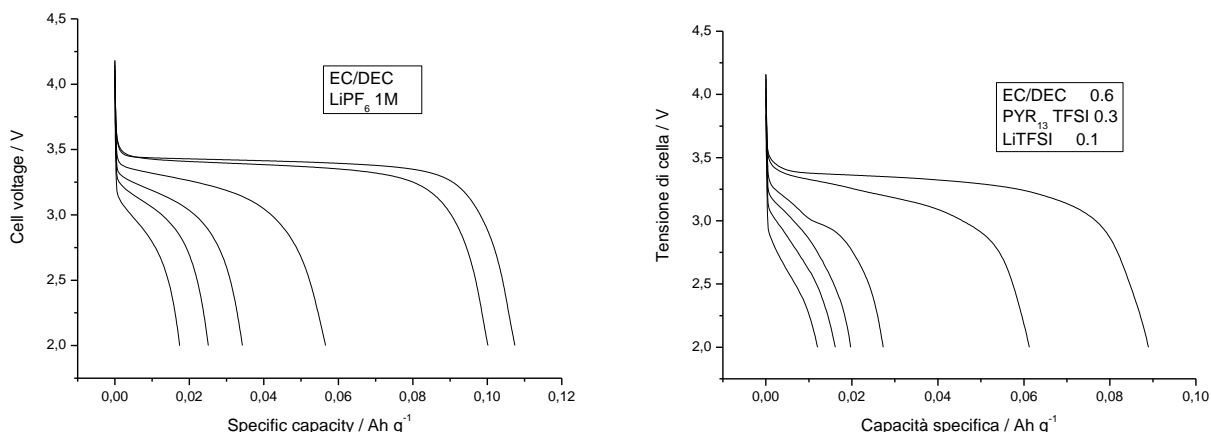 4,5
4,0
3,5
3,0
2,5
2,0
Cell voltage / V
EC/DEC
LiPF₆ 1M
0,00 0,02 0,04 0,06 0,08 0,10 0,12
Specific capacity / Ah g⁻¹
4,5
4,0
3,5
3,0
2,5
2,0
Tensione di cella / V
EC/DEC 0.6
PYR₁₃ TFSI 0.3
LiTFSI 0.1
0,00 0,02 0,04 0,06 0,08 0,10
Capacità specifica / Ah g⁻¹